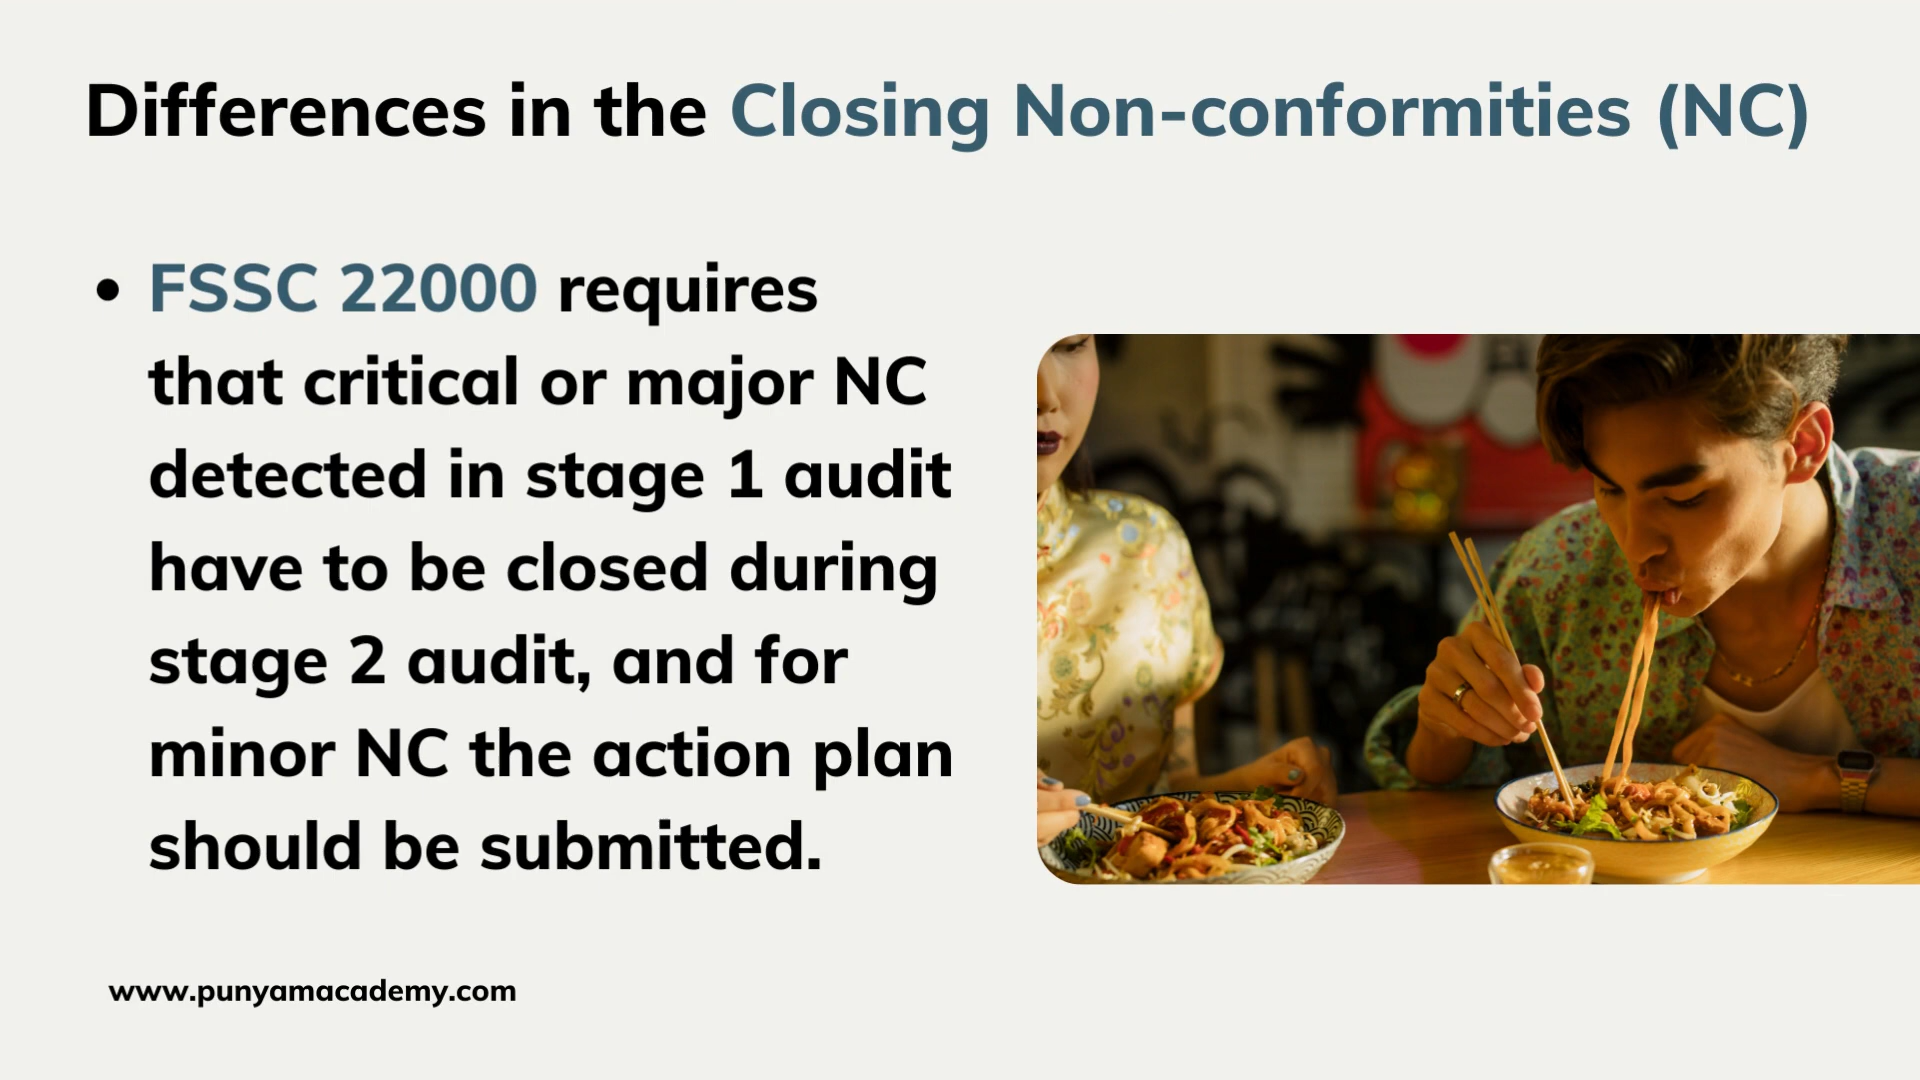 Differences in the Closing Non-conformities (NC)
• FSSC 22000 requires
that critical or major NC
detected in stage 1 audit
have to be closed during
stage 2 audit, and for
minor NC the action plan
should be submitted.
www.punyamacademy.com